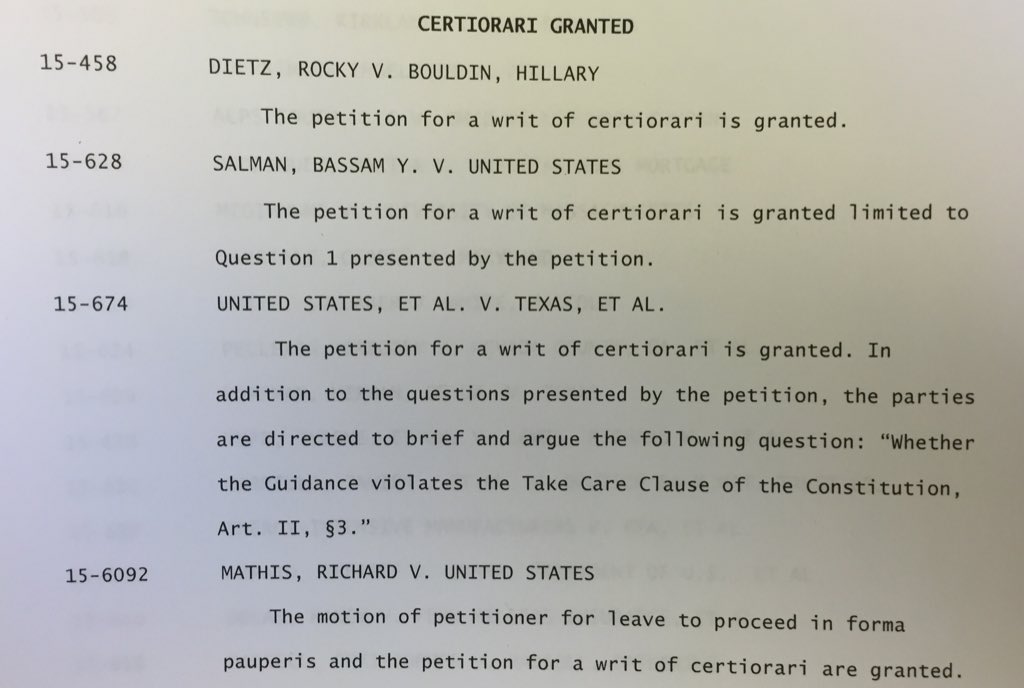 CERTIORARI GRANTED
15-458 DIETZ, ROCKY V. BOULDIN, HILLARY
The petition for a writ of certiorari is granted.
15-628 SALMAN, BASSAM Y. V. UNITED STATES
The petition for a writ of certiorari is granted limited to
Question 1 presented by the petition.
15-674 UNITED STATES, ET AL. V. TEXAS, ET AL.
The petition for a writ of certiorari is granted. In
addition to the questions presented by the petition, the parties
are directed to brief and argue the following question: “Whether
the Guidance violates the Take Care Clause of the Constitution,
Art. II, §3.”
15-6092 MATHIS, RICHARD V. UNITED STATES
The motion of petitioner for leave to proceed in forma
pauperis and the petition for a writ of certiorari are granted.